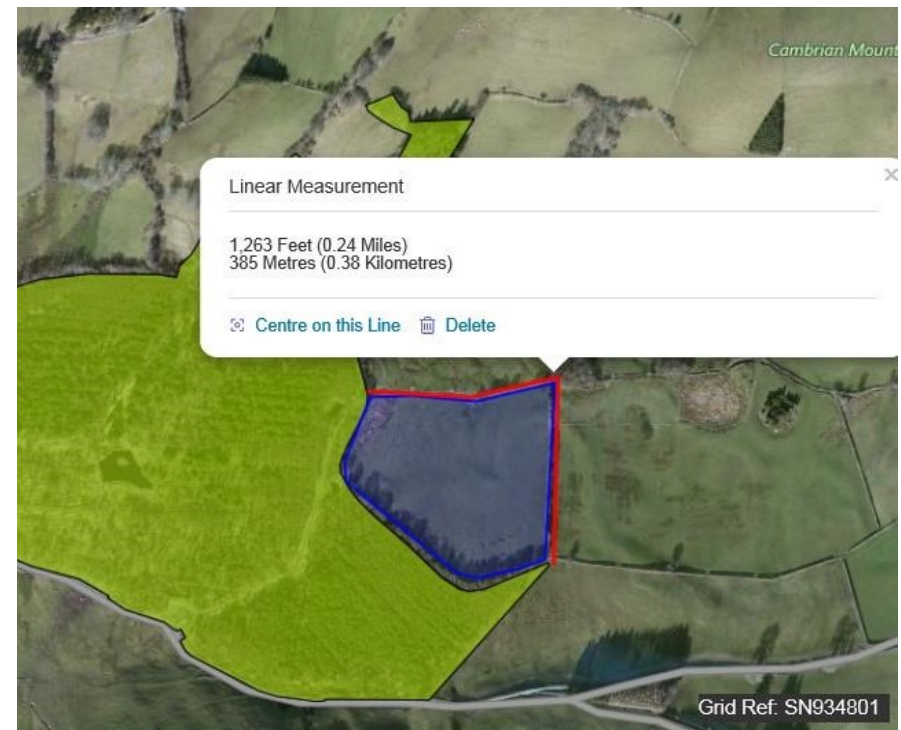 Cambrian Mount
Linear Measurement
1,263 Feet (0.24 Miles)
385 Metres (0.38 Kilometres)
Centre on this Line Delete
Grid Ref: SN934801